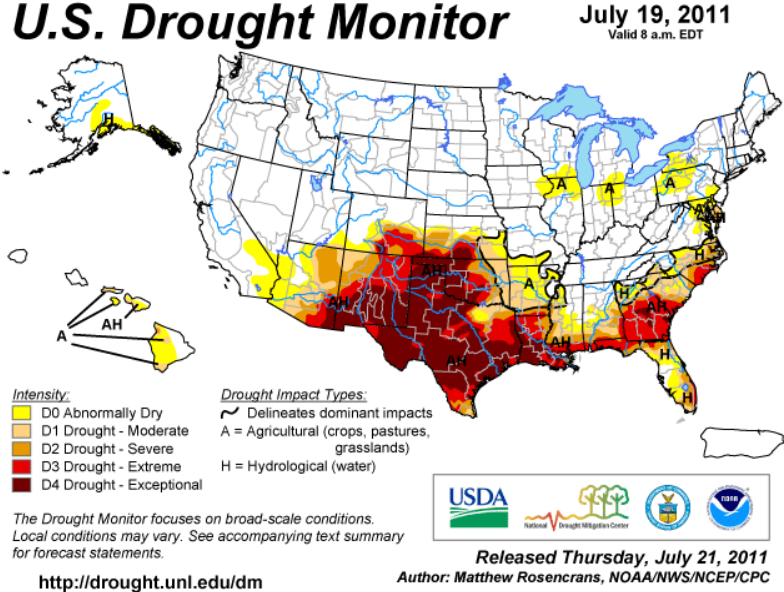 U.S. Drought Monitor
July 19, 2011
Valid 8 a.m. EDT
H
A
A
A
AH
H
AH
A
H
AH
AH
AH
AH
H
H
A
AH
Intensity:
D0 Abnormally Dry
D1 Drought - Moderate
D2 Drought - Severe
D3 Drought - Extreme
D4 Drought - Exceptional
Drought Impact Types:
Delineates dominant impacts
A = Agricultural (crops, pastures,
grasslands)
H = Hydrological (water)
USDA
National Drought Mitigation Center
NOAA
The Drought Monitor focuses on broad-scale conditions.
Local conditions may vary. See accompanying text summary
for forecast statements.
http://drought.unl.edu/dm
Released Thursday, July 21, 2011
Author: Matthew Rosencrans, NOAA/NWS/NCEP/CPC